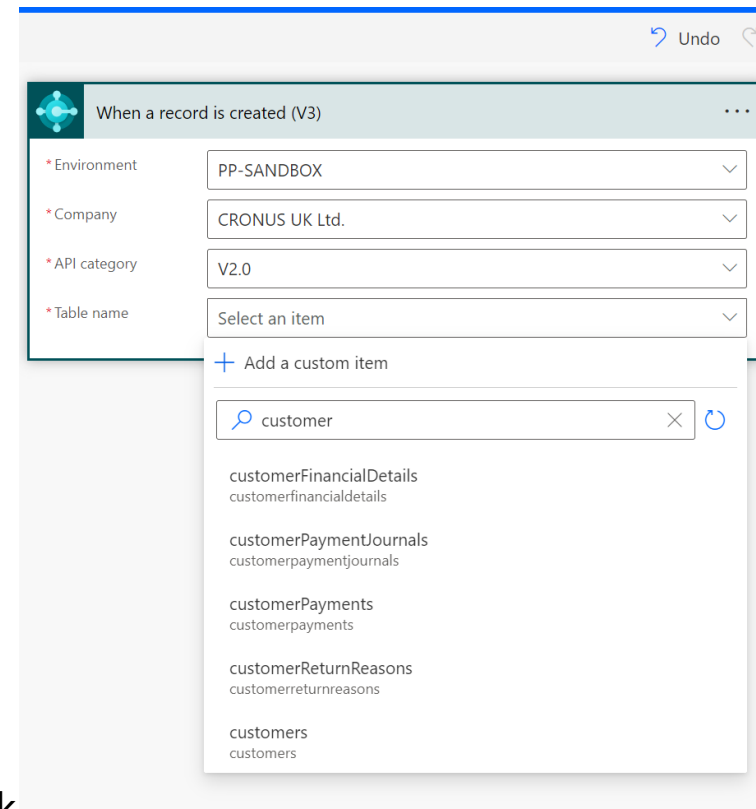 Undo
When a record is created (V3)
* Environment
PP-SANDBOX
* Company
CRONUS UK Ltd.
* API category
V2.0
* Table name
Select an item
Add a custom item
customer
customerFinancialDetails
customerfinancialdetails
customerPaymentJournals
customerpaymentjournals
customerPayments
customerpayments
customerReturnReasons
customerreturnreasons
customers
customers